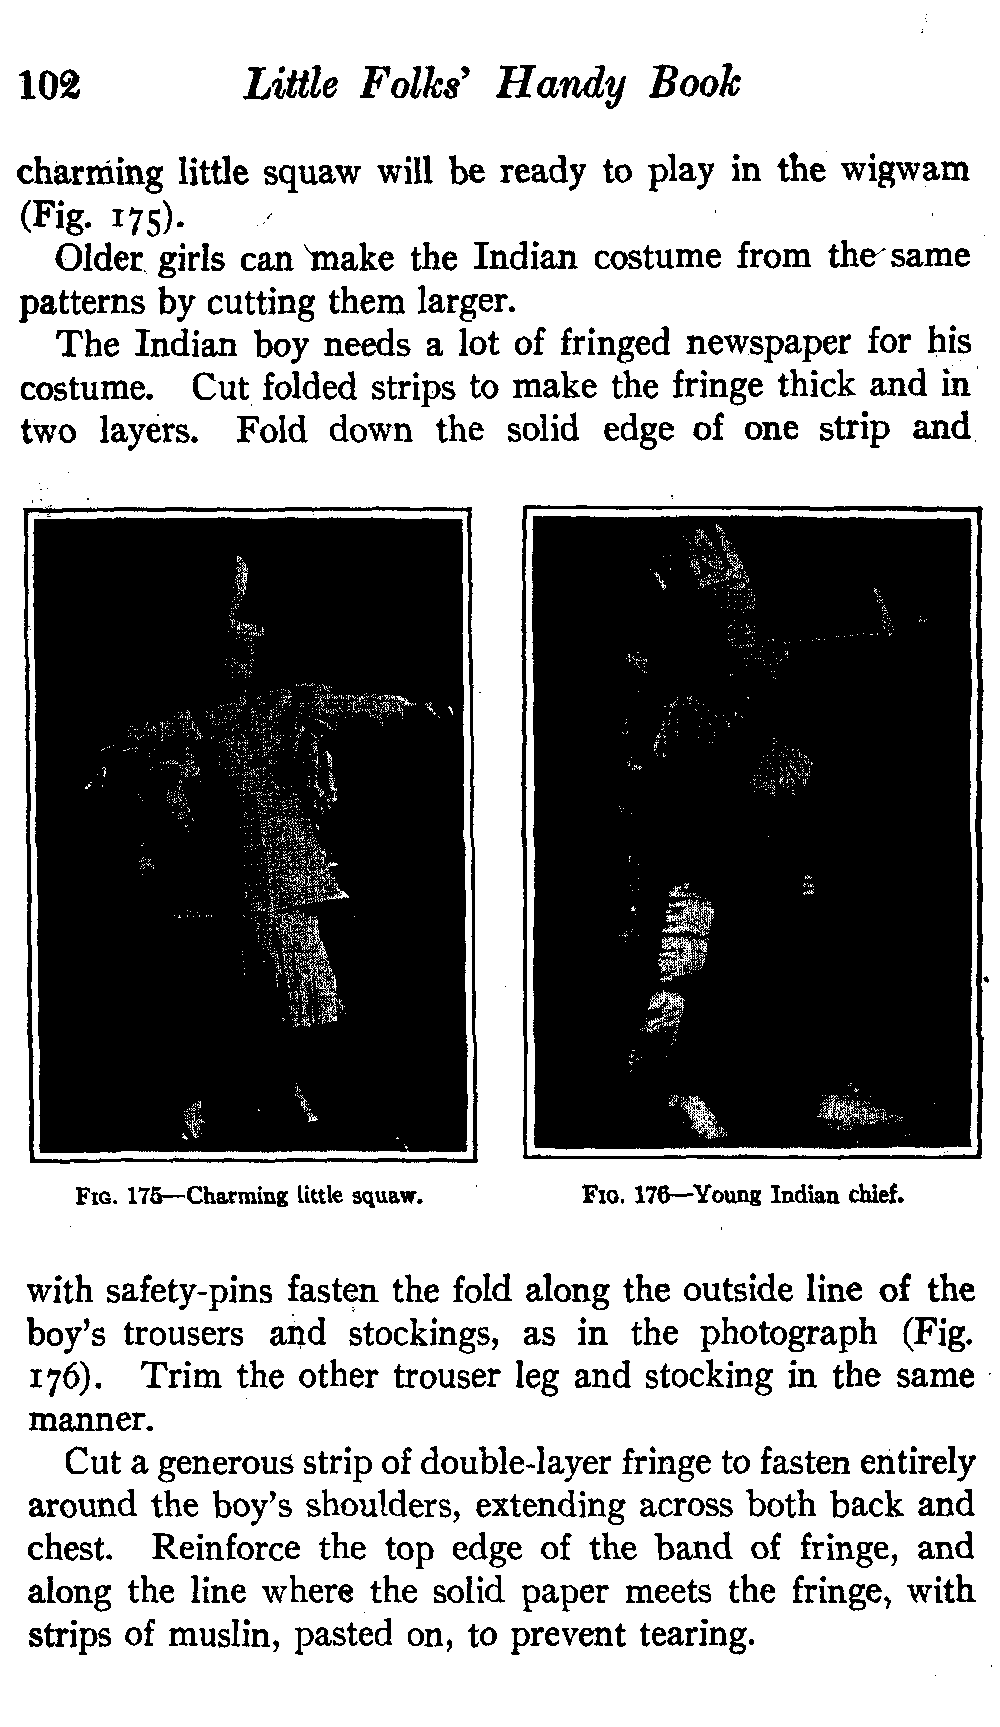 102 Little Folks' Handy Book
charming little squaw will be ready to play in the wigwam
(Fig. 175).
Older girls can make the Indian costume from the same
patterns by cutting them larger.
The Indian boy needs a lot of fringed newspaper for his
costume. Cut folded strips to make the fringe thick and in
two layers. Fold down the solid edge of one strip and
FIG. 175—Charming little squaw.
FIG. 176—Young Indian chief.
with safety-pins fasten the fold along the outside line of the
boy's trousers and stockings, as in the photograph (Fig.
176). Trim the other trouser leg and stocking in the same
manner.
Cut a generous strip of double-layer fringe to fasten entirely
around the boy's shoulders, extending across both back and
chest. Reinforce the top edge of the band of fringe, and
along the line where the solid paper meets the fringe, with
strips of muslin, pasted on, to prevent tearing.